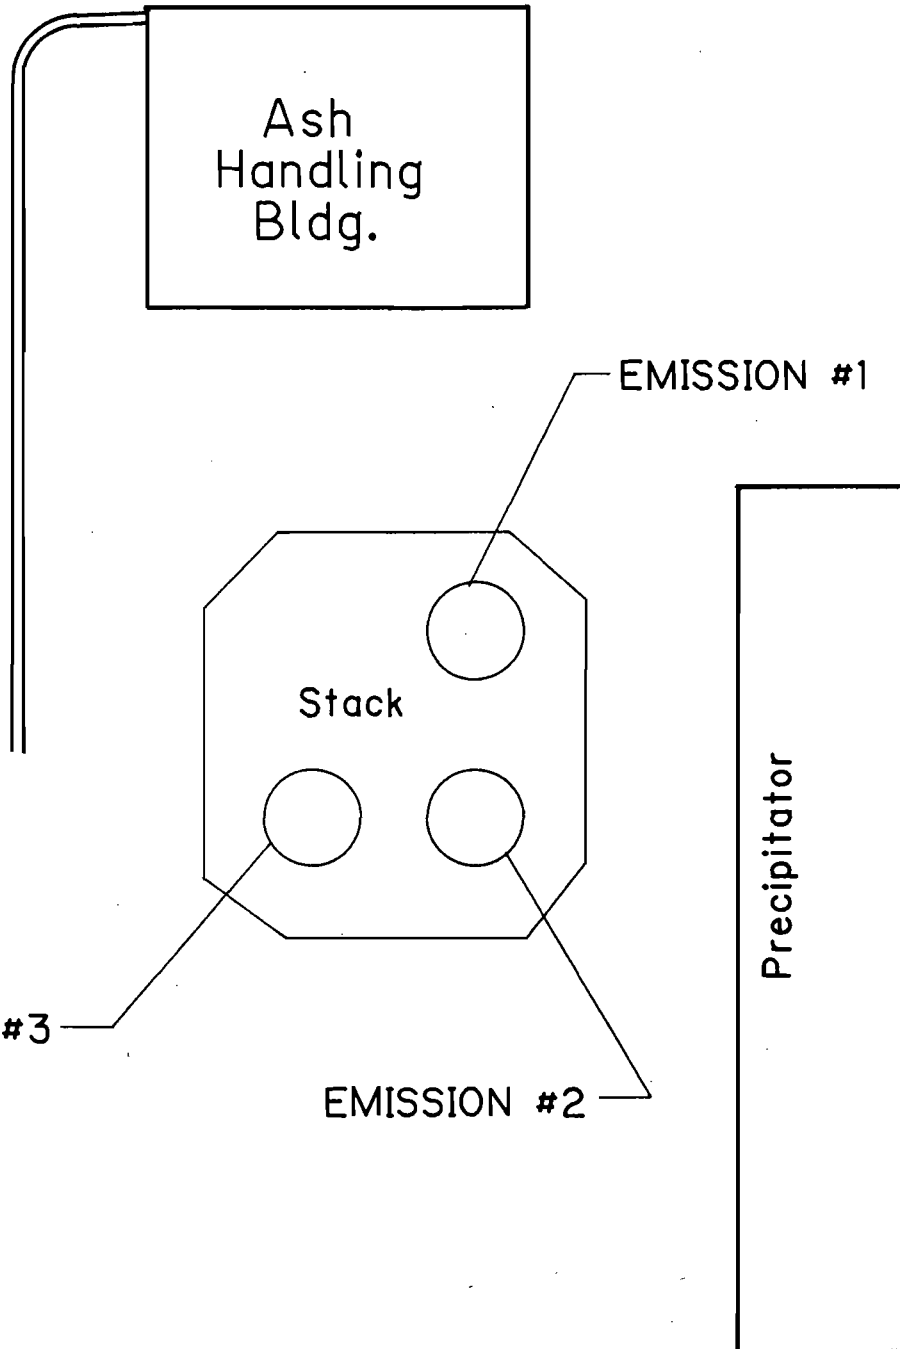 Ash
Handling
Bldg.
EMISSION #1
Stack
Precipitator
#3
EMISSION #2